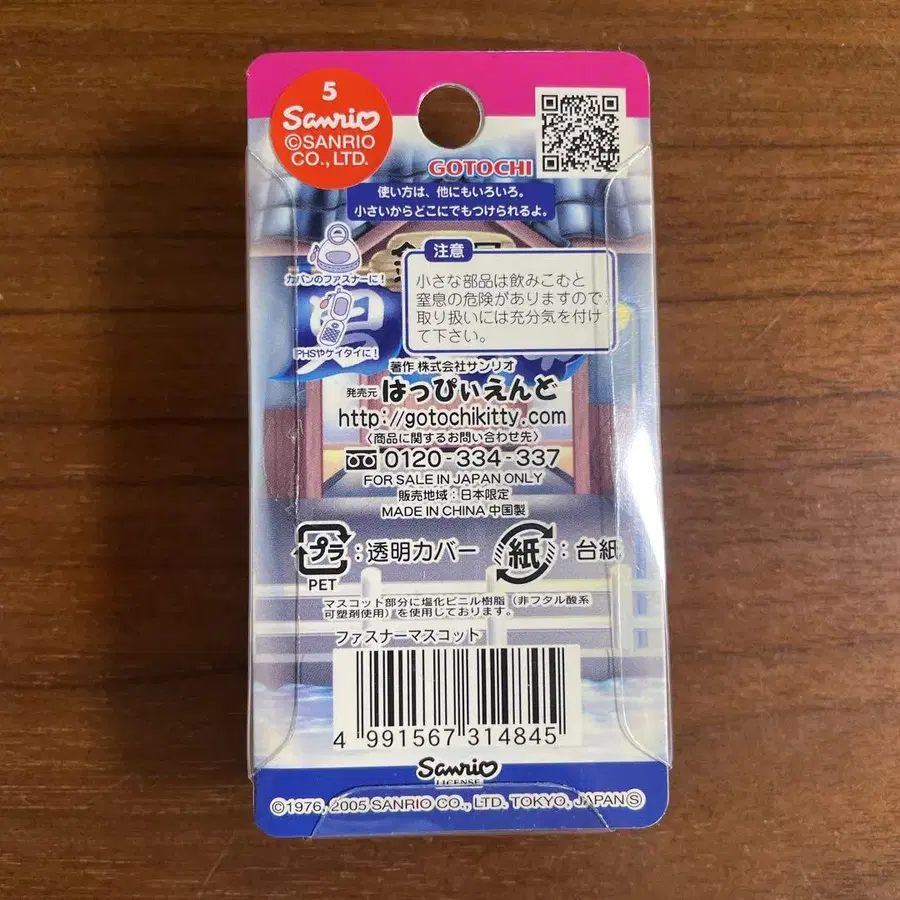 5
Sanrio
©SANRIO
CO., LTD.
GOTOCHI
使い方は、他にもいろいろ。
小さいからどこにでもつけられるよ。
カバンのファスナーに!
PHSやケイタイに!
注意
小さな部品は飲みこむと
窒息の危険がありますので
取り扱いには充分気を付け
て下さい。
男
著作 株式会社サンリオ
発売元 はっぴぃえんど
http://gotochikitty.com
〈商品に関するお問い合わせ先〉
0120-334-337
FOR SALE IN JAPAN ONLY
販売地域:日本限定
MADE IN CHINA 中国製
プラ :透明カバー 紙 :台紙
PET
マスコット部分に塩化ビニル樹脂(非フタル酸系
可塑剤使用)を使用しております。
ファスナーマスコット
4 991567 314845
Sanrio
LICENSE
©1976, 2005 SANRIO CO., LTD. TOKYO, JAPAN Ⓢ